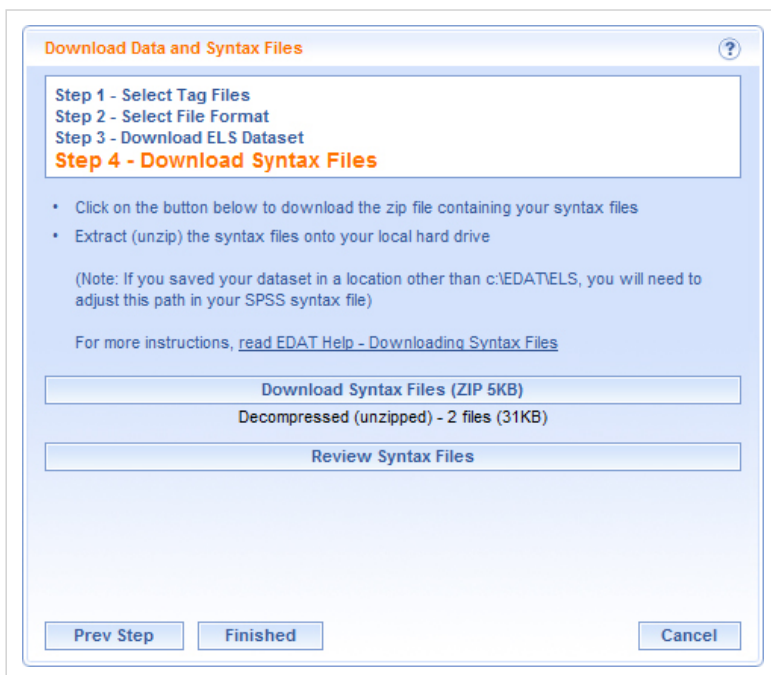 Download Data and Syntax Files
?
Step 1 - Select Tag Files
Step 2 - Select File Format
Step 3 - Download ELS Dataset
Step 4 - Download Syntax Files
• Click on the button below to download the zip file containing your syntax files
• Extract (unzip) the syntax files onto your local hard drive
(Note: If you saved your dataset in a location other than c:\EDAT\ELS, you will need to
adjust this path in your SPSS syntax file)
For more instructions, read EDAT Help - Downloading Syntax Files
Download Syntax Files (ZIP 5KB)
Decompressed (unzipped) - 2 files (31KB)
Review Syntax Files
Prev Step
Finished
Cancel